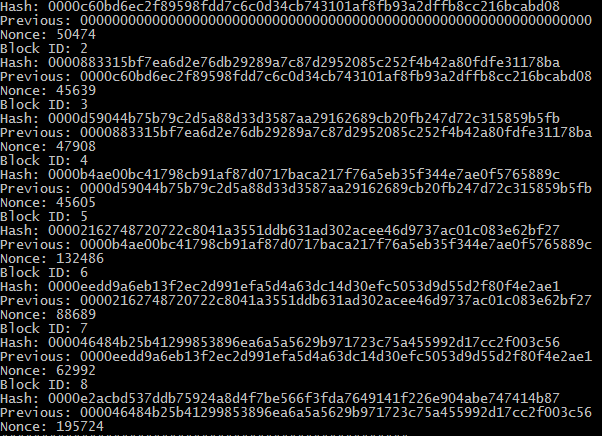 Hash: 0000c60bd6ec2f89598fdd7c6c0d34cb743101af8fb93a2dffb8cc216bcabd08
Previous: 0000000000000000000000000000000000000000000000000000000000000000
Nonce: 50474
Block ID: 2
Hash: 0000883315bf7ea6d2e76db29289a7c87d2952085c252f4b42a80fdfe31178ba
Previous: 0000c60bd6ec2f89598fdd7c6c0d34cb743101af8fb93a2dffb8cc216bcabd08
Nonce: 45639
Block ID: 3
Hash: 0000d59044b75b79c2d5a88d33d3587aa29162689cb20fb247d72c315859b5fb
Previous: 0000883315bf7ea6d2e76db29289a7c87d2952085c252f4b42a80fdfe31178ba
Nonce: 47908
Block ID: 4
Hash: 0000b4ae00bc41798cb91af87d0717baca217f76a5eb35f344e7ae0f5765889c
Previous: 0000d59044b75b79c2d5a88d33d3587aa29162689cb20fb247d72c315859b5fb
Nonce: 45605
Block ID: 5
Hash: 00002162748720722c8041a3551ddb631ad302acee46d9737ac01c083e62bf27
Previous: 0000b4ae00bc41798cb91af87d0717baca217f76a5eb35f344e7ae0f5765889c
Nonce: 132486
Block ID: 6
Hash: 0000eedd9a6eb13f2ec2d991efa5d4a63dc14d30efc5053d9d55d2f80f4e2ae1
Previous: 00002162748720722c8041a3551ddb631ad302acee46d9737ac01c083e62bf27
Nonce: 88689
Block ID: 7
Hash: 000046484b25b41299853896ea6a5a5629b971723c75a455992d17cc2f003c56
Previous: 0000eedd9a6eb13f2ec2d991efa5d4a63dc14d30efc5053d9d55d2f80f4e2ae1
Nonce: 62992
Block ID: 8
Hash: 0000e2acbd537ddb75924a8d4f7be566f3fda7649141f226e904abe747414b87
Previous: 000046484b25b41299853896ea6a5a5629b971723c75a455992d17cc2f003c56
Nonce: 195724